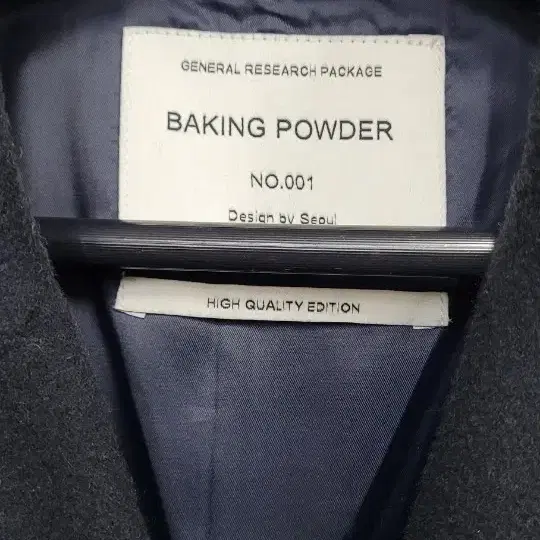 GENERAL RESEARCH PACKAGE
BAKING POWDER
NO.001
Design by Seoul
HIGH QUALITY EDITION